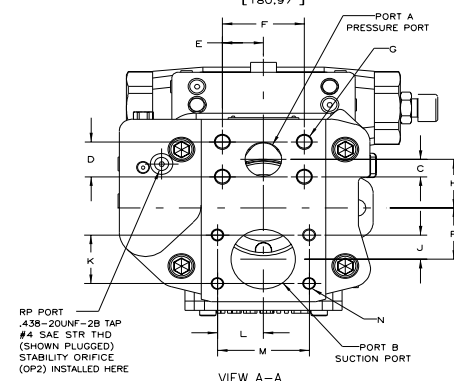 [180,97]
F
PORT A
PRESSURE PORT
E
G
D
C
H
P
J
K
N
L
M
PORT B
SUCTION PORT
RP PORT
.438-20UNF-2B TAP
#4 SAE STR THD
(SHOWN PLUGGED)
STABILITY ORIFICE
(OP2) INSTALLED HERE
VIEW A-A